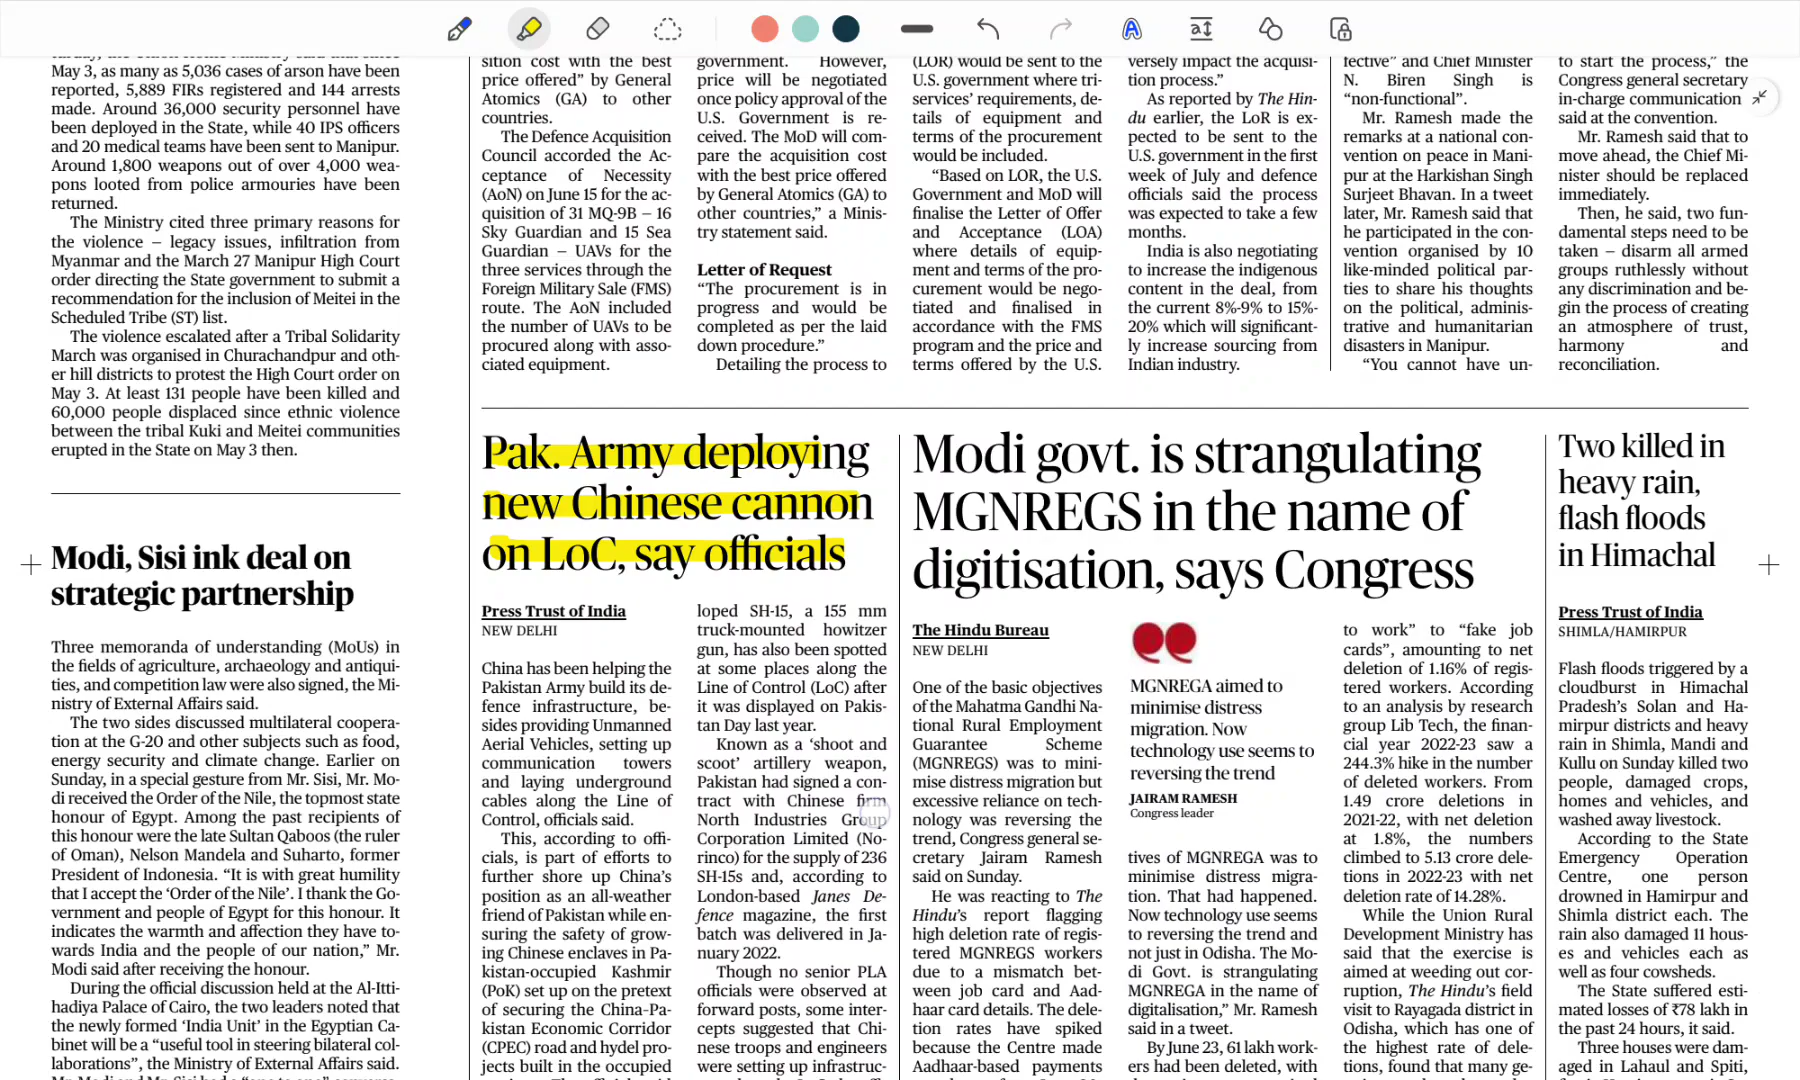 May 3, as many as 5,036 cases of arson have been
reported, 5,889 FIRs registered and 144 arrests
made. Around 36,000 security personnel have
been deployed in the State, while 40 IPS officers
and 20 medical teams have been sent to Manipur.
Around 1,800 weapons out of over 4,000 wea-
pons looted from police armouries have been
returned.
The Ministry cited three primary reasons for
the violence – legacy issues, infiltration from
Myanmar and the March 27 Manipur High Court
order directing the State government to submit a
recommendation for the inclusion of Meitei in the
Scheduled Tribe (ST) list.
The violence escalated after a Tribal Solidarity
March was organised in Churachandpur and oth-
er hill districts to protest the High Court order on
May 3. At least 131 people have been killed and
60,000 people displaced since ethnic violence
between the tribal Kuki and Meitei communities
erupted in the State on May 3 then.
Modi, Sisi ink deal on
strategic partnership
Three memoranda of understanding (MoUs) in
the fields of agriculture, archaeology and antiqui-
ties, and competition law were also signed, the Mi-
nistry of External Affairs said.
The two sides discussed multilateral coopera-
tion at the G-20 and other subjects such as food,
energy security and climate change. Earlier on
Sunday, in a special gesture from Mr. Sisi, Mr. Mo-
di received the Order of the Nile, the topmost state
honour of Egypt. Among the past recipients of
this honour were the late Sultan Qaboos (the ruler
of Oman), Nelson Mandela and Suharto, former
President of Indonesia. “It is with great humility
that I accept the ‘Order of the Nile’. I thank the Go-
vernment and people of Egypt for this honour. It
indicates the warmth and affection they have to-
wards India and the people of our nation,” Mr.
Modi said after receiving the honour.
During the official discussion held at the Al-Itti-
hadiya Palace of Cairo, the two leaders noted that
the newly formed ‘India Unit’ in the Egyptian Ca-
binet will be a “useful tool in steering bilateral col-
laborations”, the Ministry of External Affairs said.
sition cost with the best
price offered” by General
Atomics (GA) to other
countries.
The Defence Acquisition
Council accorded the Ac-
ceptance of Necessity
(AoN) on June 15 for the ac-
quisition of 31 MQ-9B – 16
Sky Guardian and 15 Sea
Guardian – UAVs for the
three services through the
Foreign Military Sale (FMS)
route. The AoN included
the number of UAVs to be
procured along with asso-
ciated equipment.
government. However,
price will be negotiated
once policy approval of the
U.S. Government is re-
ceived. The MoD will com-
pare the acquisition cost
with the best price offered
by General Atomics (GA) to
other countries,” a Minis-
try statement said.
Letter of Request
“The procurement is in
progress and would be
completed as per the laid
down procedure.”
Detailing the process to
(LOR) would be sent to the
U.S. government where tri-
services’ requirements, de-
tails of equipment and
terms of the procurement
would be included.
“Based on LOR, the U.S.
Government and MoD will
finalise the Letter of Offer
and Acceptance (LOA)
where details of equip-
ment and terms of the pro-
curement would be nego-
tiated and finalised in
accordance with the FMS
program and the price and
terms offered by the U.S.
versely impact the acquisi-
tion process.”
As reported by The Hin-
du earlier, the LoR is ex-
pected to be sent to the
U.S. government in the first
week of July and defence
officials said the process
was expected to take a few
months.
India is also negotiating
to increase the indigenous
content in the deal, from
the current 8%-9% to 15%-
20% which will significant-
ly increase sourcing from
Indian industry.
fective” and Chief Minister
N. Biren Singh is
“non-functional”.
Mr. Ramesh made the
remarks at a national con-
vention on peace in Mani-
pur at the Harkishan Singh
Surjeet Bhavan. In a tweet
later, Mr. Ramesh said that
he participated in the con-
vention organised by 10
like-minded political par-
ties to share his thoughts
on the political, adminis-
trative and humanitarian
disasters in Manipur.
“You cannot have un-
to start the process,” the
Congress general secretary
in-charge communication
said at the convention.
Mr. Ramesh said that to
move ahead, the Chief Mi-
nister should be replaced
immediately.
Then, he said, two fun-
damental steps need to be
taken – disarm all armed
groups ruthlessly without
any discrimination and be-
gin the process of creating
an atmosphere of trust,
harmony and
reconciliation.
Pak. Army deploying
new Chinese cannon
on LoC, say officials
Press Trust of India
NEW DELHI
China has been helping the
Pakistan Army build its de-
fence infrastructure, be-
sides providing Unmanned
Aerial Vehicles, setting up
communication towers
and laying underground
cables along the Line of
Control, officials said.
This, according to offi-
cials, is part of efforts to
further shore up China’s
position as an all-weather
friend of Pakistan while en-
suring the safety of grow-
ing Chinese enclaves in Pa-
kistan-occupied Kashmir
(PoK) set up on the pretext
of securing the China-Pa-
kistan Economic Corridor
(CPEC) road and hydel pro-
jects built in the occupied
loped SH-15, a 155 mm
truck-mounted howitzer
gun, has also been spotted
at some places along the
Line of Control (LoC) after
it was displayed on Pakis-
tan Day last year.
Known as a ‘shoot and
scoot’ artillery weapon,
Pakistan had signed a con-
tract with Chinese firm
North Industries Group
Corporation Limited (No-
rinco) for the supply of 236
SH-15s and, according to
London-based Janes De-
fence magazine, the first
batch was delivered in Ja-
nuary 2022.
Though no senior PLA
officials were observed at
forward posts, some inter-
cepts suggested that Chi-
nese troops and engineers
were setting up infrastruc-
Modi govt. is strangulating
MGNREGS in the name of
digitisation, says Congress
The Hindu Bureau
NEW DELHI
One of the basic objectives
of the Mahatma Gandhi Na-
tional Rural Employment
Guarantee Scheme
(MGNREGS) was to mini-
mise distress migration but
excessive reliance on tech-
nology was reversing the
trend, Congress general se-
cretary Jairam Ramesh
said on Sunday.
He was reacting to The
Hindu’s report flagging
high deletion rate of regis-
tered MGNREGS workers
due to a mismatch bet-
ween job card and Aad-
haar card details. The dele-
tion rates have spiked
because the Centre made
Aadhaar-based payments
MGNREGA aimed to
minimise distress
migration. Now
technology use seems to
reversing the trend
JAIRAM RAMESH
Congress leader
tives of MGNREGA was to
minimise distress migra-
tion. That had happened.
Now technology use seems
to reversing the trend and
not just in Odisha. The Mo-
di Govt. is strangulating
MGNREGA in the name of
digitalisation,” Mr. Ramesh
said in a tweet.
By June 23, 61 lakh work-
ers had been deleted, with
to work” to “fake job
cards”, amounting to net
deletion of 1.16% of regis-
tered workers. According
to an analysis by research
group Lib Tech, the finan-
cial year 2022-23 saw a
244.3% hike in the number
of deleted workers. From
1.49 crore deletions in
2021-22, with net deletion
at 1.8%, the numbers
climbed to 5.13 crore dele-
tions in 2022-23 with net
deletion rate of 14.28%.
While the Union Rural
Development Ministry has
said that the exercise is
aimed at weeding out cor-
ruption, The Hindu’s field
visit to Rayagada district in
Odisha, which has one of
the highest rate of dele-
tions, found that many ge-
Two killed in
heavy rain,
flash floods
in Himachal
Press Trust of India
SHIMLA/HAMIRPUR
Flash floods triggered by a
cloudburst in Himachal
Pradesh’s Solan and Ha-
mirpur districts and heavy
rain in Shimla, Mandi and
Kullu on Sunday killed two
people, damaged crops,
homes and vehicles, and
washed away livestock.
According to the State
Emergency Operation
Centre, one person
drowned in Hamirpur and
Shimla district each. The
rain also damaged 11 hous-
es and vehicles each as
well as four cowsheds.
The State suffered esti-
mated losses of ₹78 lakh in
the past 24 hours, it said.
Three houses were dam-
aged in Lahaul and Spiti,